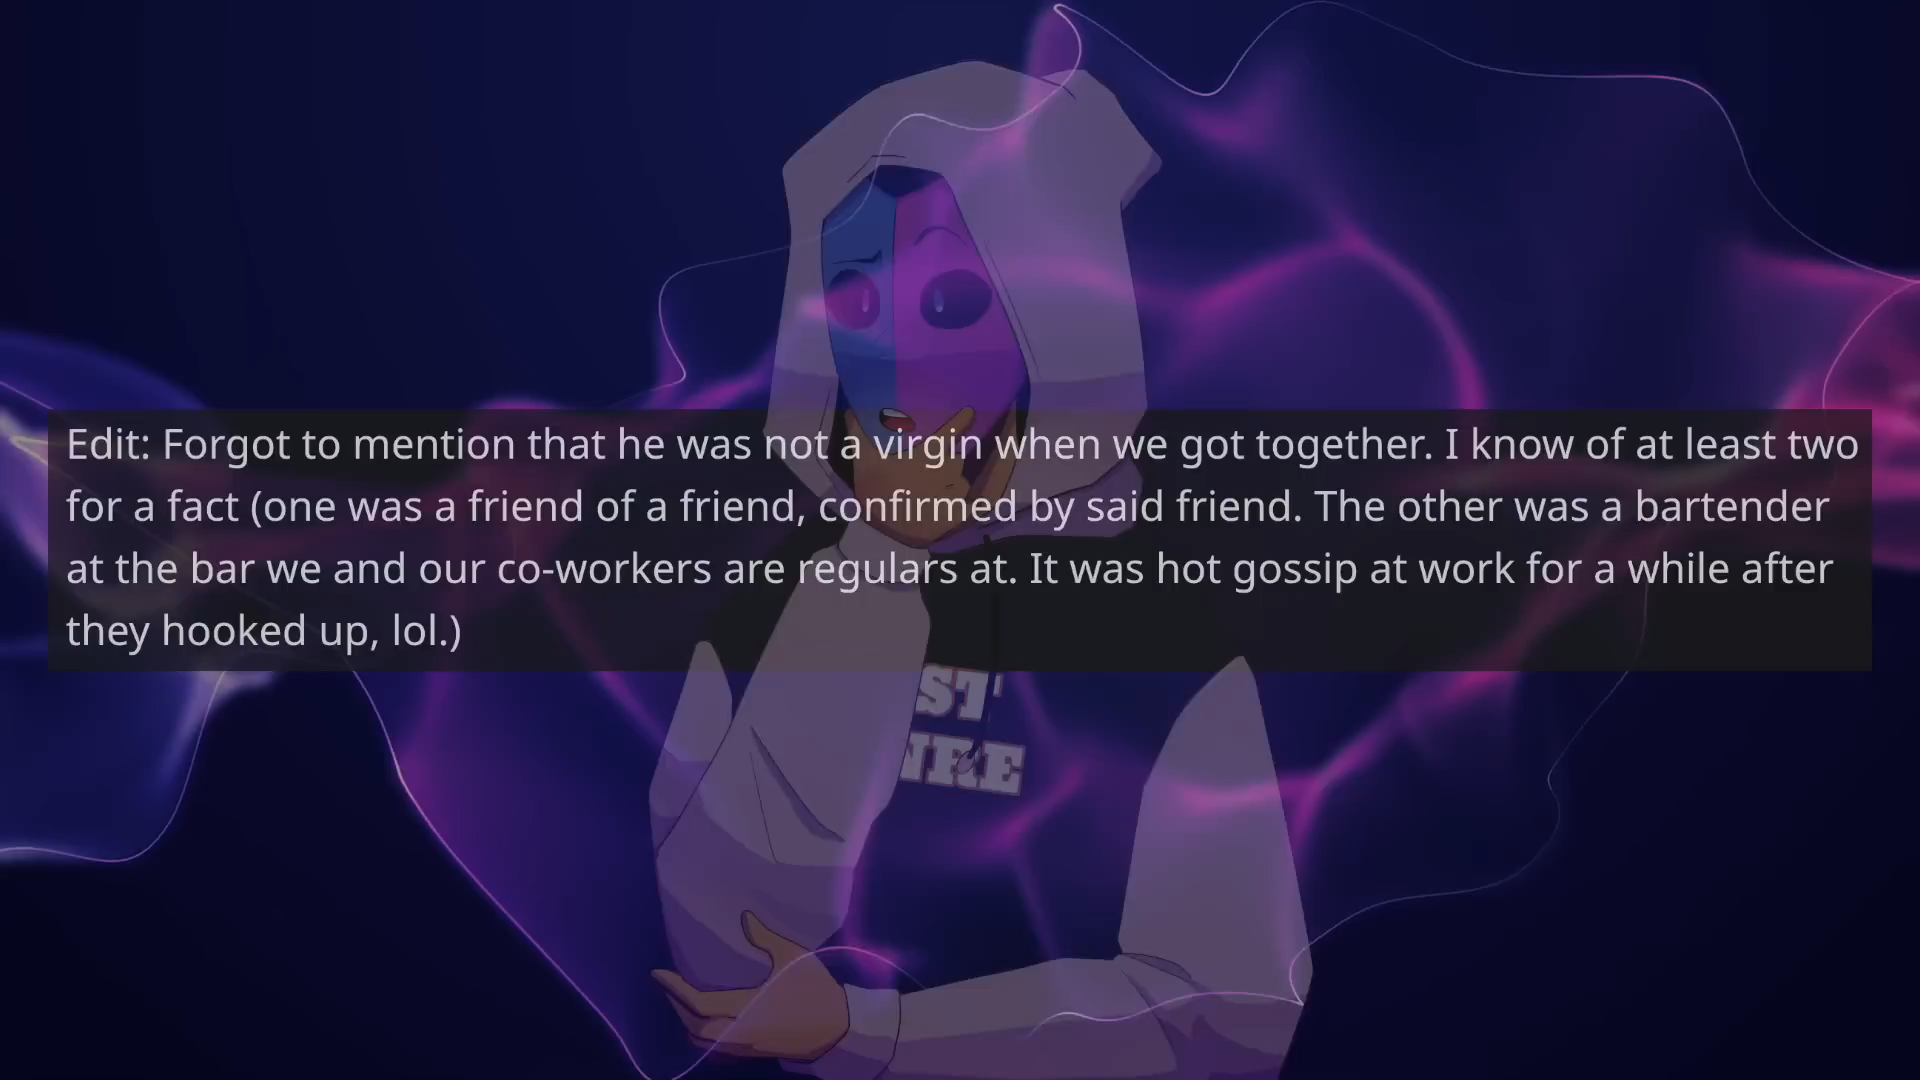 Edit: Forgot to mention that he was not a virgin when we got together. I know of at least two
for a fact (one was a friend of a friend, confirmed by said friend. The other was a bartender
at the bar we and our co-workers are regulars at. It was hot gossip at work for a while after
they hooked up, lol.)
ST